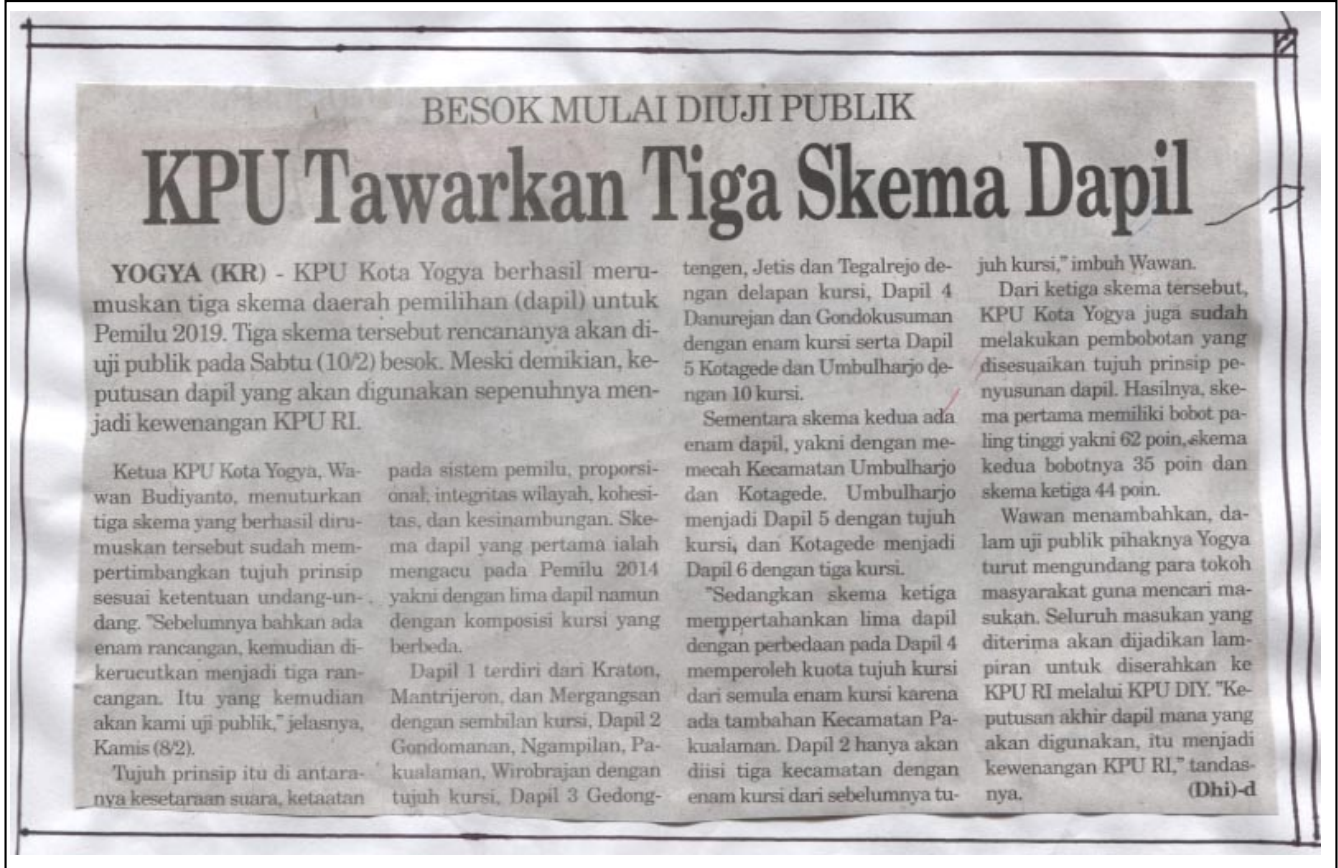 BESOK MULAI DIUJI PUBLIK
KPU Tawarkan Tiga Skema Dapil
YOGYA (KR) - KPU Kota Yogya berhasil meru-
muskan tiga skema daerah pemilihan (dapil) untuk
Pemilu 2019. Tiga skema tersebut rencananya akan di-
uji publik pada Sabtu (10/2) besok. Meski demikian, ke-
putusan dapil yang akan digunakan sepenuhnya men-
jadi kewenangan KPU RI.
Ketua KPU Kota Yogya, Wa-
wan Budiyanto, menuturkan
tiga skema yang berhasil diru-
muskan tersebut sudah mem-
pertimbangkan tujuh prinsip
sesuai ketentuan undang-un-
dang. "Sebelumnya bahkan ada
enam rancangan, kemudian di-
kerucutkan menjadi tiga ran-
cangan. Itu yang kemudian
akan kami uji publik," jelasnya,
Kamis (8/2).
Tujuh prinsip itu di antara-
nya kesetaraan suara, ketaatan
pada sistem pemilu, proporsi-
onal, integritas wilayah, kohesi-
tas, dan kesinambungan. Ske-
ma dapil yang pertama ialah
mengacu pada Pemilu 2014
yakni dengan lima dapil namun
dengan komposisi kursi yang
berbeda.
Dapil 1 terdiri dari Kraton,
Mantrijeron, dan Mergangsan
dengan sembilan kursi, Dapil 2
Gondomanan, Ngampilan, Pa-
kualaman, Wirobrajan dengan
tujuh kursi, Dapil 3 Gedong-
tengen, Jetis dan Tegalrejo de-
ngan delapan kursi, Dapil 4
Danurejan dan Gondokusuman
dengan enam kursi serta Dapil
5 Kotagede dan Umbulharjo de-
ngan 10 kursi.
Sementara skema kedua ada
enam dapil, yakni dengan me-
mecah Kecamatan Umbulharjo
dan Kotagede. Umbulharjo
menjadi Dapil 5 dengan tujuh
kursi, dan Kotagede menjadi
Dapil 6 dengan tiga kursi.
"Sedangkan skema ketiga
mempertahankan lima dapil
dengan perbedaan pada Dapil 4
memperoleh kuota tujuh kursi
dari semula enam kursi karena
ada tambahan Kecamatan Pa-
kualaman. Dapil 2 hanya akan
diisi tiga kecamatan dengan
enam kursi dari sebelumnya tu-
juh kursi," imbuh Wawan.
Dari ketiga skema tersebut,
KPU Kota Yogya juga sudah
melakukan pembobotan yang
disesuaikan tujuh prinsip pe-
nyusunan dapil. Hasilnya, ske-
ma pertama memiliki bobot pa-
ling tinggi yakni 62 poin, skema
kedua bobotnya 35 poin dan
skema ketiga 44 poin.
Wawan menambahkan, da-
lam uji publik pihaknya Yogya
turut mengundang para tokoh
masyarakat guna mencari ma-
sukan. Seluruh masukan yang
diterima akan dijadikan lam-
piran untuk diserahkan ke
KPU RI melalui KPU DIY. "Ke-
putusan akhir dapil mana yang
akan digunakan, itu menjadi
kewenangan KPU RI," tandas-
nya. (Dhi)-d